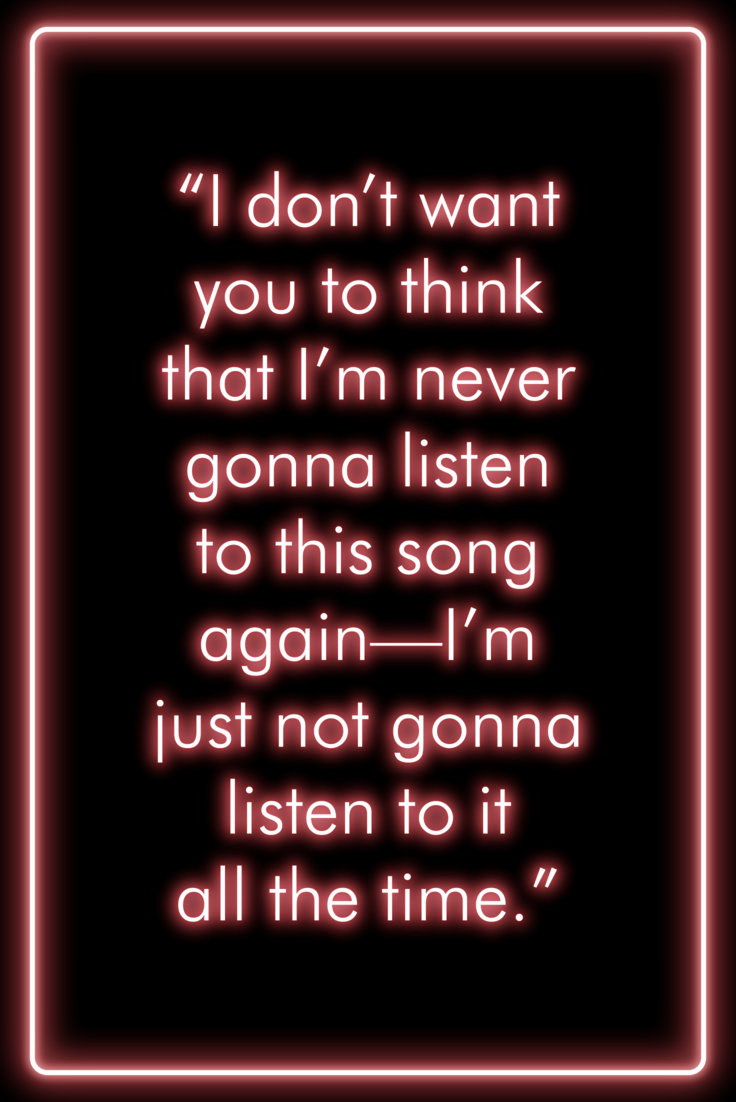 “I don’t want
you to think
that I’m never
gonna listen
to this song
again—I’m
just not gonna
listen to it
all the time.”